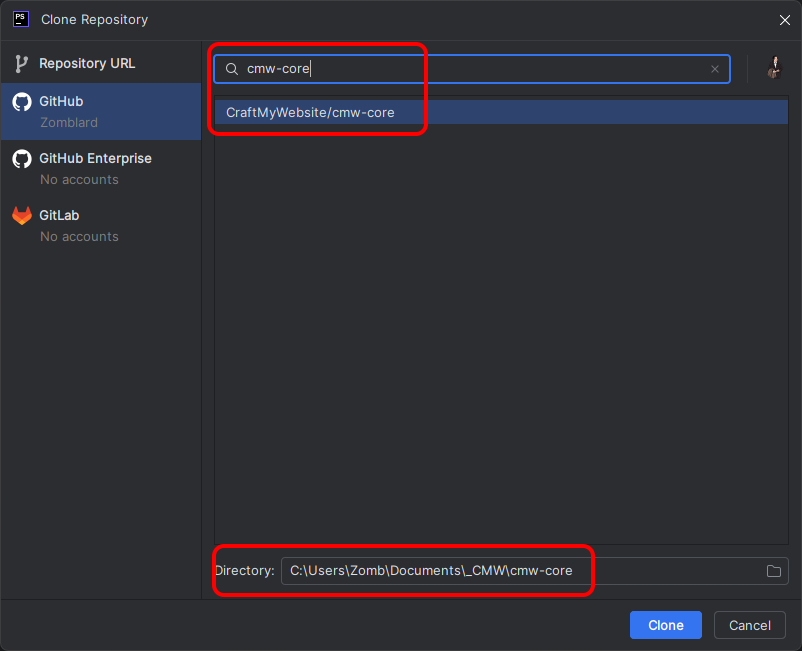 PS
Clone Repository
Repository URL
GitHub
Zomblard
GitHub Enterprise
No accounts
GitLab
No accounts
cmw-core
CraftMyWebsite/cmw-core
Directory: C:\Users\Zomb\Documents\_CMW\cmw-core
Clone Cancel